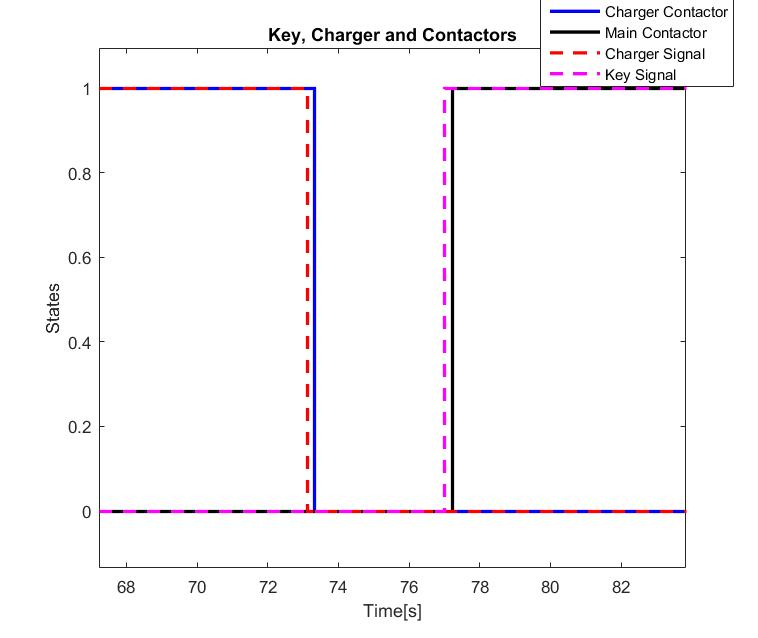 Charger Contactor
Main Contactor
Charger Signal
Key Signal
Key, Charger and Contactors
1
0.8
0.6
0.4
0.2
0
States
68 70 72 74 76 78 80 82
Time[s]